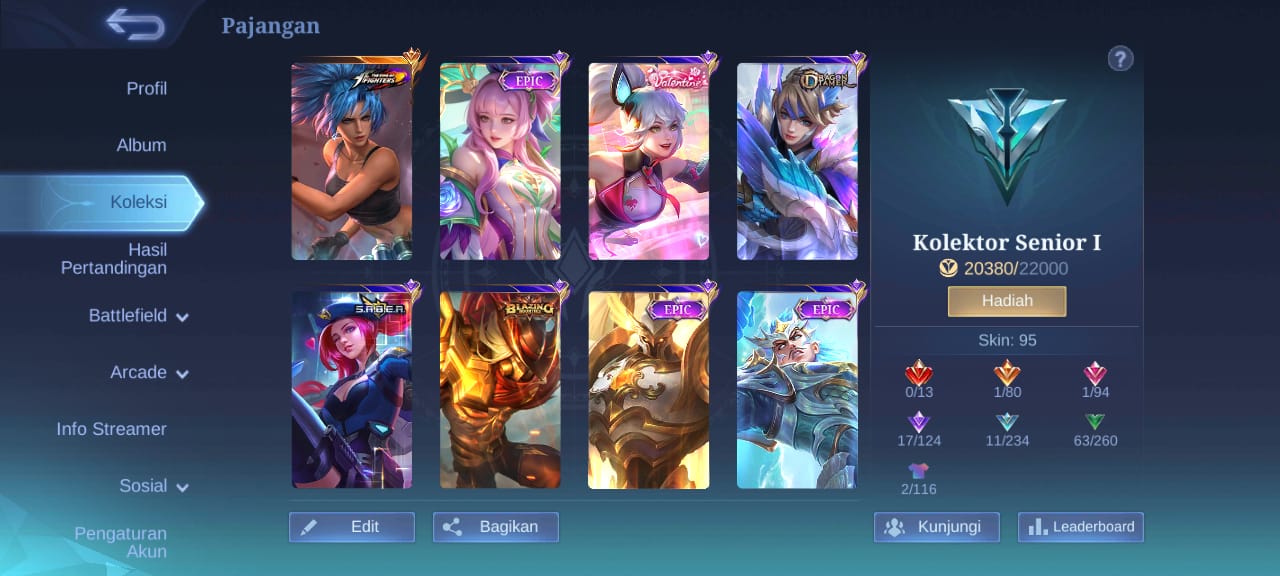 Pajangan
?
Profil
Album
Koleksi
Hasil
Pertandingan
Battlefield
Arcade
Info Streamer
Sosial
Pengaturan
Akun
THE KING OF
FIGHTERS
EPIC
Valentine
DRAGON
TAMER
S.A.B.E.R
BLAZING
EPIC
EPIC
Edit
Bagikan
Kolektor Senior I
20380/22000
Hadiah
Skin: 95
0/13
1/80
1/94
17/124
11/234
63/260
2/116
Kunjungi
Leaderboard